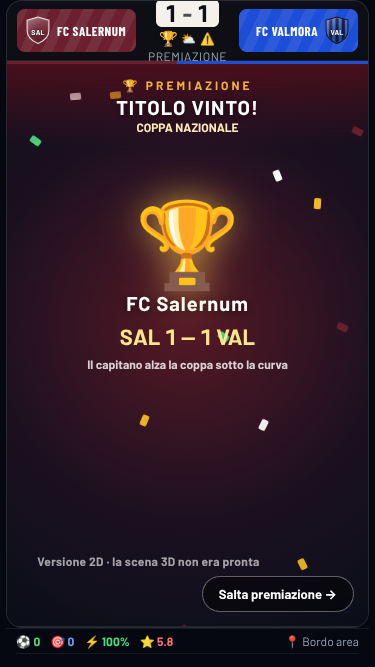 SAL FC SALERNUM
1 - 1
FC VALMORA VAL
PREMIAZIONE
PREMIAZIONE
TITOLO VINTO!
COPPA NAZIONALE
FC Salernum
SAL 1 – 1 VAL
Il capitano alza la coppa sotto la curva
Versione 2D · la scena 3D non era pronta
Salta premiazione →
0 0 100% 5.8 Bordo area